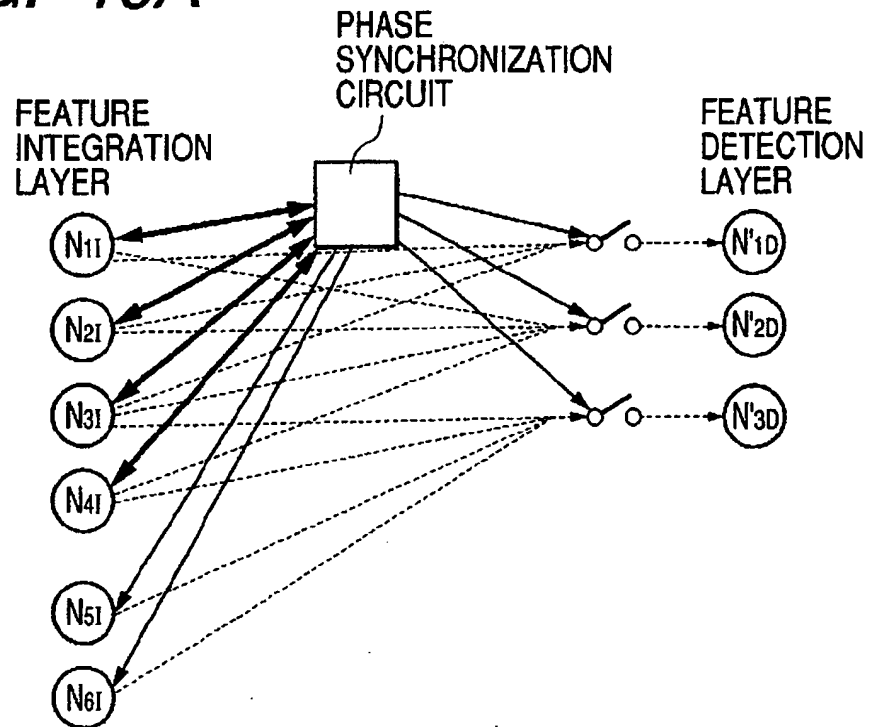 PHASE
SYNCHRONIZATION
CIRCUIT
FEATURE
INTEGRATION
LAYER
FEATURE
DETECTION
LAYER
N1I
N2I
N3I
N4I
N5I
N6I
N'1D
N'2D
N'3D